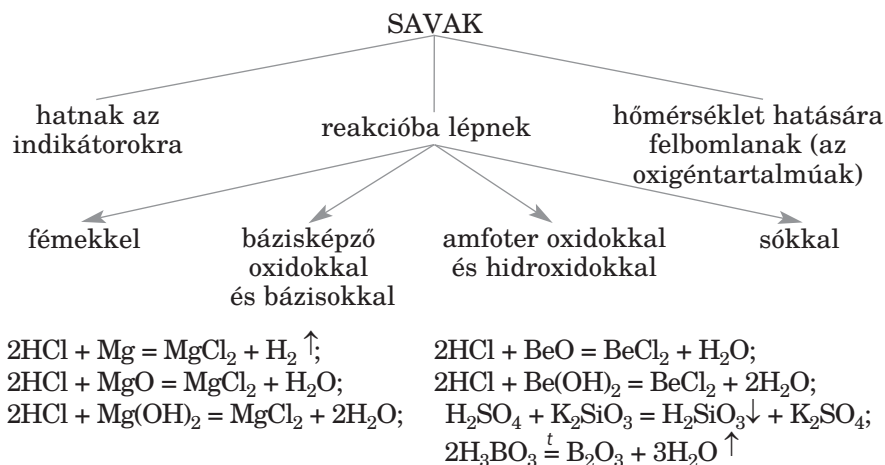 SAVAK
hatnak az
indikátorokra
reakcióba lépnek
hőmérséklet hatására
felbomlanak (az
oxigéntartalmúak)
fémekkel
bázisképző
oxidokkal
és bázisokkal
amfoter oxidokkal
és hidroxidokkal
sókkal
2HCl + Mg = MgCl₂ + H₂ ↑;
2HCl + MgO = MgCl₂ + H₂O;
2HCl + Mg(OH)₂ = MgCl₂ + 2H₂O;
2HCl + BeO = BeCl₂ + H₂O;
2HCl + Be(OH)₂ = BeCl₂ + 2H₂O;
H₂SO₄ + K₂SiO₃ = H₂SiO₃↓ + K₂SO₄;
2H₃BO₃ =ᵗ B₂O₃ + 3H₂O ↑